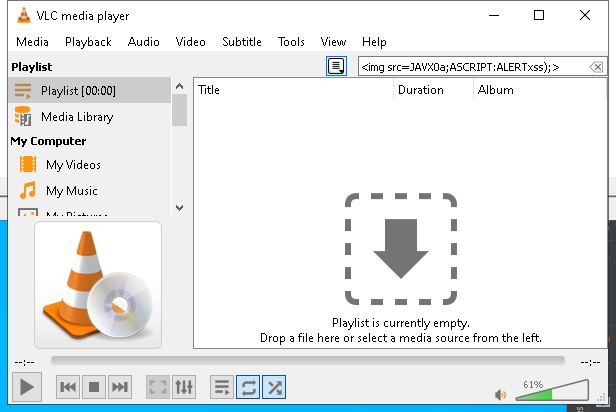 VLC media player
Media Playback Audio Video Subtitle Tools View Help
Playlist
<img src=JAVX0a;ASCRIPT:ALERTxss);>
Playlist [00:00]
Title Duration Album
Media Library
My Computer
My Videos
My Music
My Pictures
Playlist is currently empty.
Drop a file here or select a media source from the left.
--:-- --:--
61%